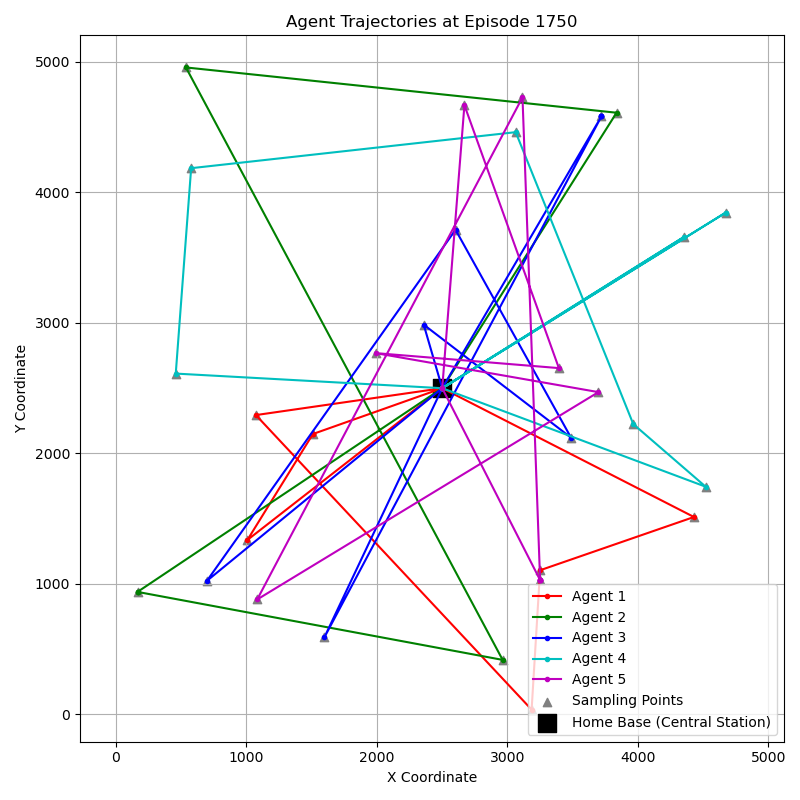 Agent Trajectories at Episode 1750
Y Coordinate
5000
4000
3000
2000
1000
0
Agent 1
Agent 2
Agent 3
Agent 4
Agent 5
Sampling Points
Home Base (Central Station)
0 1000 2000 3000 4000 5000
X Coordinate